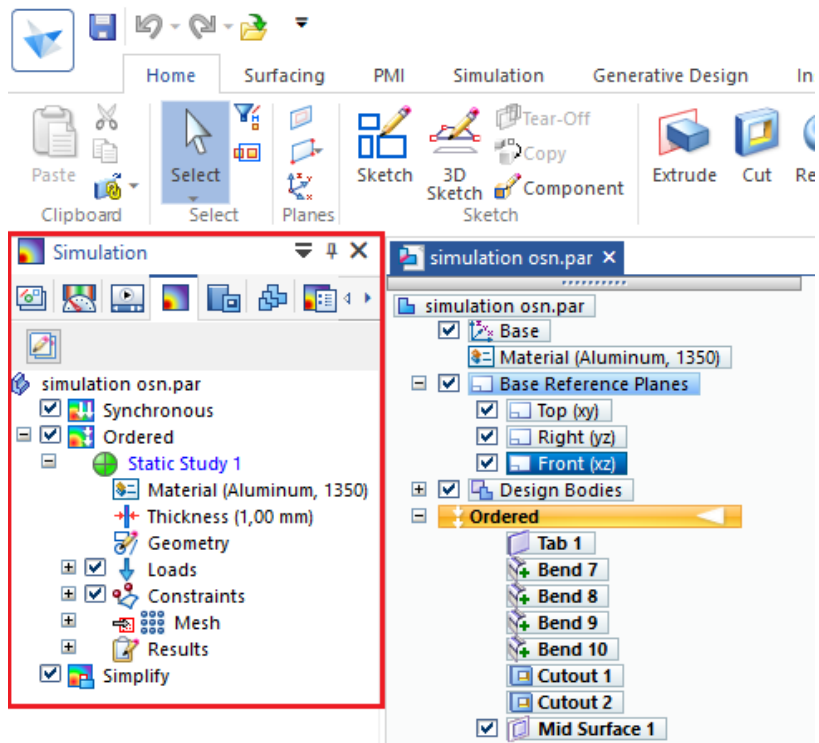 Home Surfacing PMI Simulation Generative Design In
Paste
Select
Sketch
3D
Sketch
Tear-Off
Copy
Component
Extrude
Cut
Re
Clipboard
Select
Planes
Sketch
Simulation
simulation osn.par
Synchronous
Ordered
Static Study 1
Material (Aluminum, 1350)
Thickness (1,00 mm)
Geometry
Loads
Constraints
Mesh
Results
Simplify
simulation osn.par
simulation osn.par
Base
Material (Aluminum, 1350)
Base Reference Planes
Top (xy)
Right (yz)
Front (xz)
Design Bodies
Ordered
Tab 1
Bend 7
Bend 8
Bend 9
Bend 10
Cutout 1
Cutout 2
Mid Surface 1